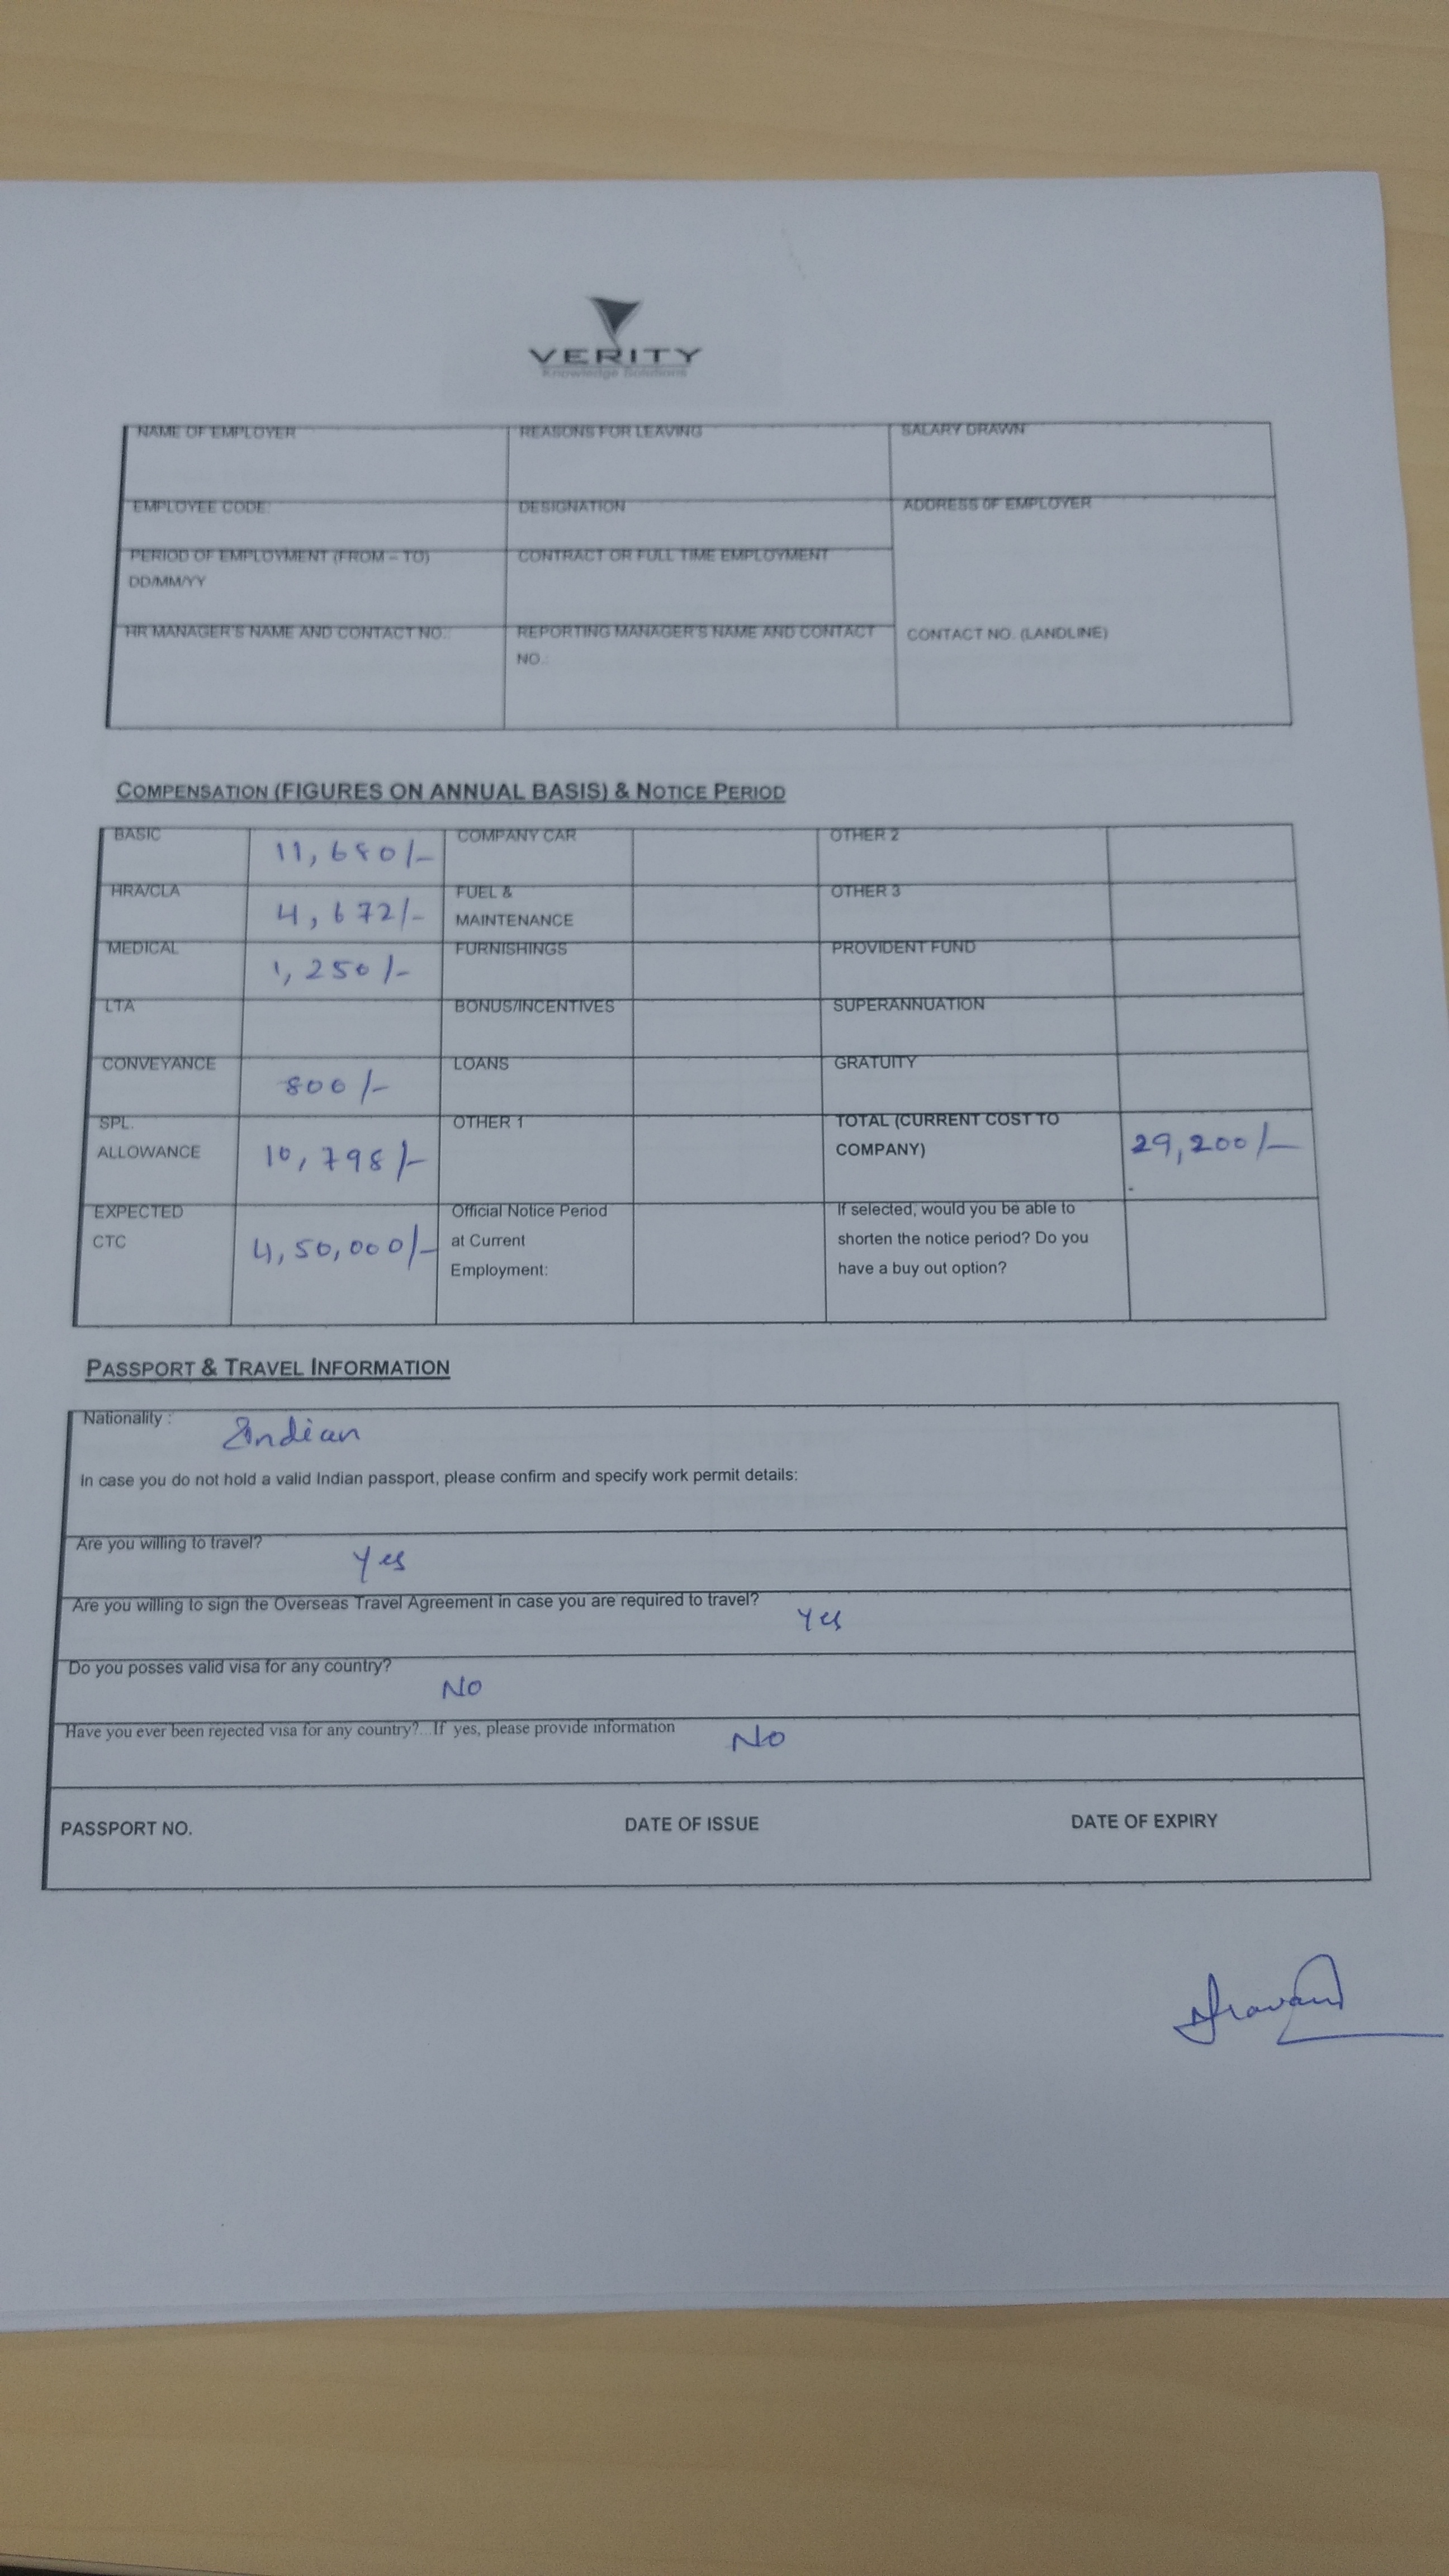 VERITY
Knowledge Solutions
NAME OF EMPLOYER REASONS FOR LEAVING SALARY DRAWN
EMPLOYEE CODE: DESIGNATION ADDRESS OF EMPLOYER
PERIOD OF EMPLOYMENT (FROM – TO) CONTRACT OR FULL TIME EMPLOYMENT
DD/MM/YY
HR MANAGER'S NAME AND CONTACT NO.: REPORTING MANAGER'S NAME AND CONTACT CONTACT NO. (LANDLINE)
NO.:
COMPENSATION (FIGURES ON ANNUAL BASIS) & NOTICE PERIOD
BASIC 11,680/- COMPANY CAR OTHER 2
HRA/CLA 4,672/- FUEL & OTHER 3
MAINTENANCE
MEDICAL 1,250/- FURNISHINGS PROVIDENT FUND
LTA BONUS/INCENTIVES SUPERANNUATION
CONVEYANCE 800/- LOANS GRATUITY
SPL. OTHER 1 TOTAL (CURRENT COST TO
ALLOWANCE 10,798/- COMPANY) 29,200/-
EXPECTED Official Notice Period If selected, would you be able to
CTC 4,50,000/- at Current shorten the notice period? Do you
Employment: have a buy out option?
PASSPORT & TRAVEL INFORMATION
Nationality : Indian
In case you do not hold a valid Indian passport, please confirm and specify work permit details:
Are you willing to travel? Yes
Are you willing to sign the Overseas Travel Agreement in case you are required to travel? Yes
Do you posses valid visa for any country? No
Have you ever been rejected visa for any country?...If yes, please provide information No
PASSPORT NO. DATE OF ISSUE DATE OF EXPIRY